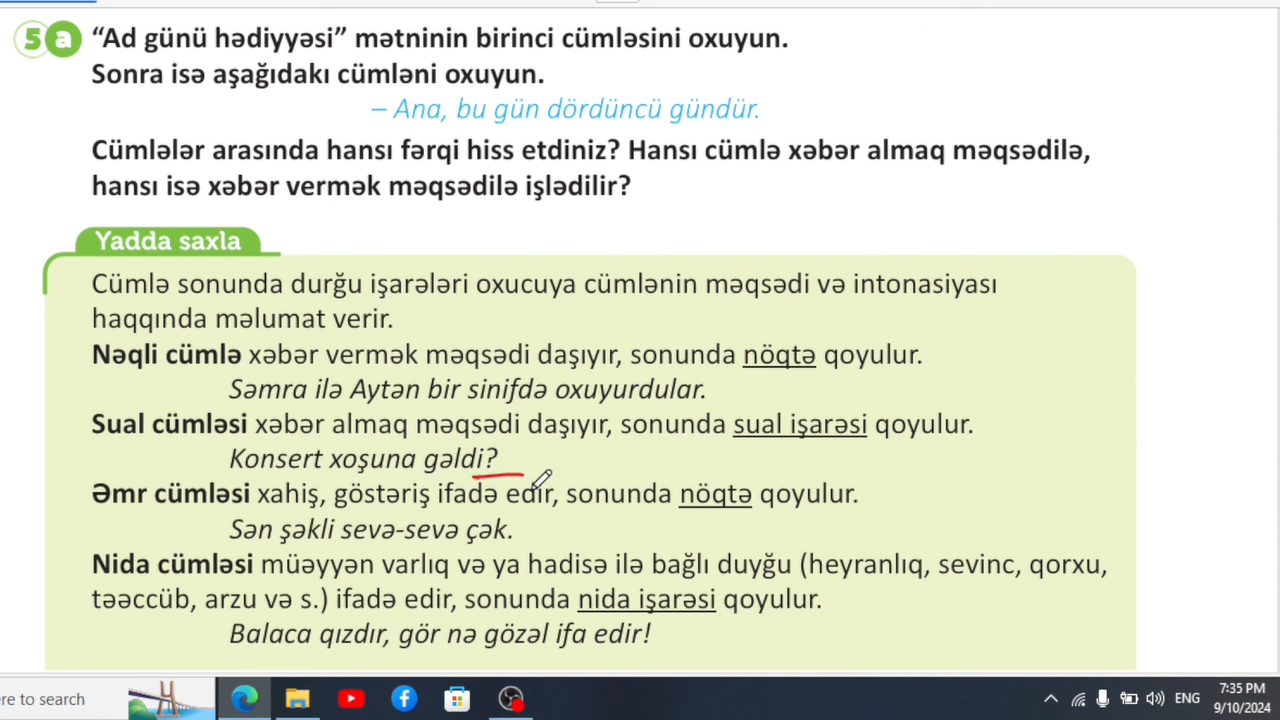 5 a "Ad günü hədiyyəsi" mətninin birinci cümləsini oxuyun.
Sonra isə aşağıdakı cümləni oxuyun.
– Ana, bu gün dördüncü gündür.
Cümlələr arasında hansı fərqi hiss etdiniz? Hansı cümlə xəbər almaq məqsədilə,
hansı isə xəbər vermək məqsədilə işlədilir?
Yadda saxla
Cümlə sonunda durğu işarələri oxucuya cümlənin məqsədi və intonasiyası
haqqında məlumat verir.
Nəqli cümlə xəbər vermək məqsədi daşıyır, sonunda nöqtə qoyulur.
Səmra ilə Aytən bir sinifdə oxuyurdular.
Sual cümləsi xəbər almaq məqsədi daşıyır, sonunda sual işarəsi qoyulur.
Konsert xoşuna gəldi?
Əmr cümləsi xahiş, göstəriş ifadə edir, sonunda nöqtə qoyulur.
Sən şəkli sevə-sevə çək.
Nida cümləsi müəyyən varlıq və ya hadisə ilə bağlı duyğu (heyranlıq, sevinc, qorxu,
təəccüb, arzu və s.) ifadə edir, sonunda nida işarəsi qoyulur.
Balaca qızdır, gör nə gözəl ifa edir!
re to search
ENG
7:35 PM
9/10/2024